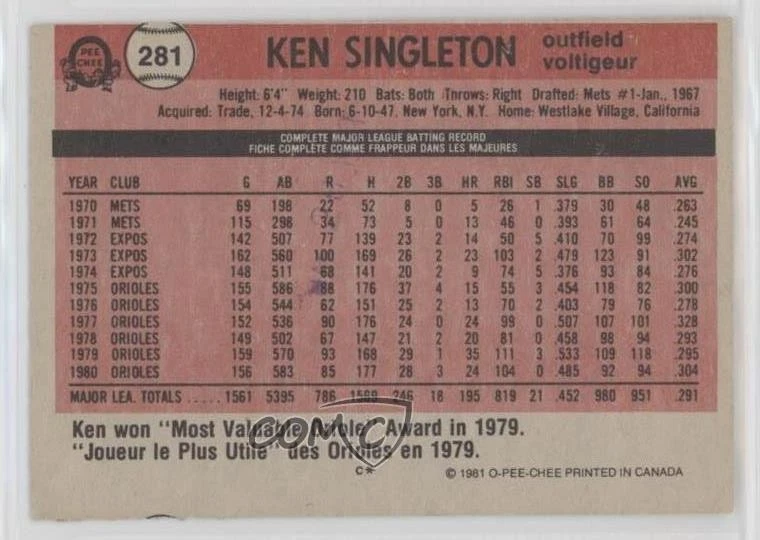 O PEE CHEE
281
KEN SINGLETON
outfield
voltigeur
Height: 6'4" Weight: 210 Bats: Both Throws: Right Drafted: Mets #1-Jan., 1967
Acquired: Trade, 12-4-74 Born: 6-10-47, New York, N.Y. Home: Westlake Village, California
COMPLETE MAJOR LEAGUE BATTING RECORD
FICHE COMPLÈTE COMME FRAPPEUR DANS LES MAJEURES
YEAR CLUB G AB R H 2B 3B HR RBI SB SLG BB SO AVG
1970 METS 69 198 22 52 8 0 5 26 1 .379 30 48 .263
1971 METS 115 298 34 73 5 0 13 46 0 .393 61 64 .245
1972 EXPOS 142 507 77 139 23 2 14 50 5 .410 70 99 .274
1973 EXPOS 162 560 100 169 26 2 23 103 2 .479 123 91 .302
1974 EXPOS 148 511 68 141 20 2 9 74 5 .376 93 84 .276
1975 ORIOLES 155 586 88 176 37 4 15 55 3 .454 118 82 .300
1976 ORIOLES 154 544 62 151 25 2 13 70 2 .403 79 76 .278
1977 ORIOLES 152 536 90 176 24 0 24 99 0 .507 107 101 .328
1978 ORIOLES 149 502 67 147 21 2 20 81 0 .458 98 94 .293
1979 ORIOLES 159 570 93 168 29 1 35 111 3 .533 109 118 .295
1980 ORIOLES 156 583 85 177 28 3 24 104 0 .485 92 94 .304
MAJOR LEA. TOTALS ..... 1561 5395 786 1569 246 18 195 819 21 .452 980 951 .291
Ken won "Most Valuable Oriole" Award in 1979.
"Joueur le Plus Utile" des Orioles en 1979.
COMC
C* © 1981 O-PEE-CHEE PRINTED IN CANADA